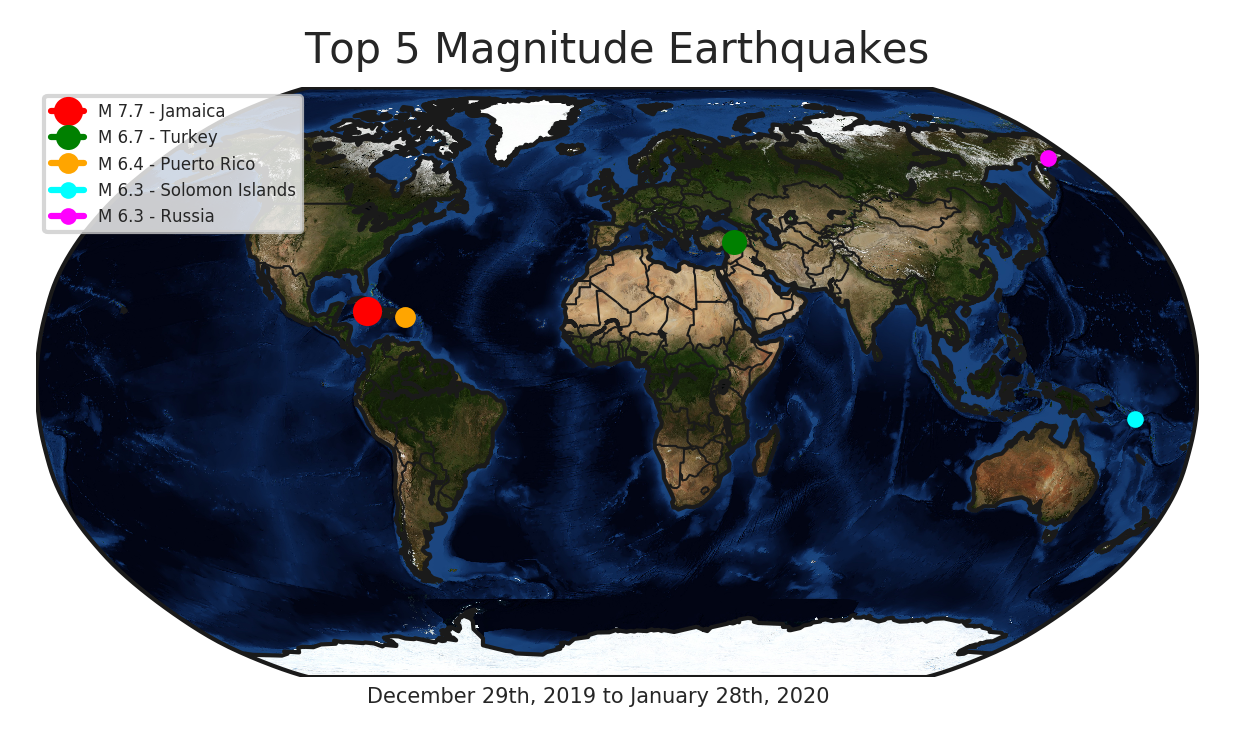 Top 5 Magnitude Earthquakes
M 7.7 - Jamaica
M 6.7 - Turkey
M 6.4 - Puerto Rico
M 6.3 - Solomon Islands
M 6.3 - Russia
December 29th, 2019 to January 28th, 2020